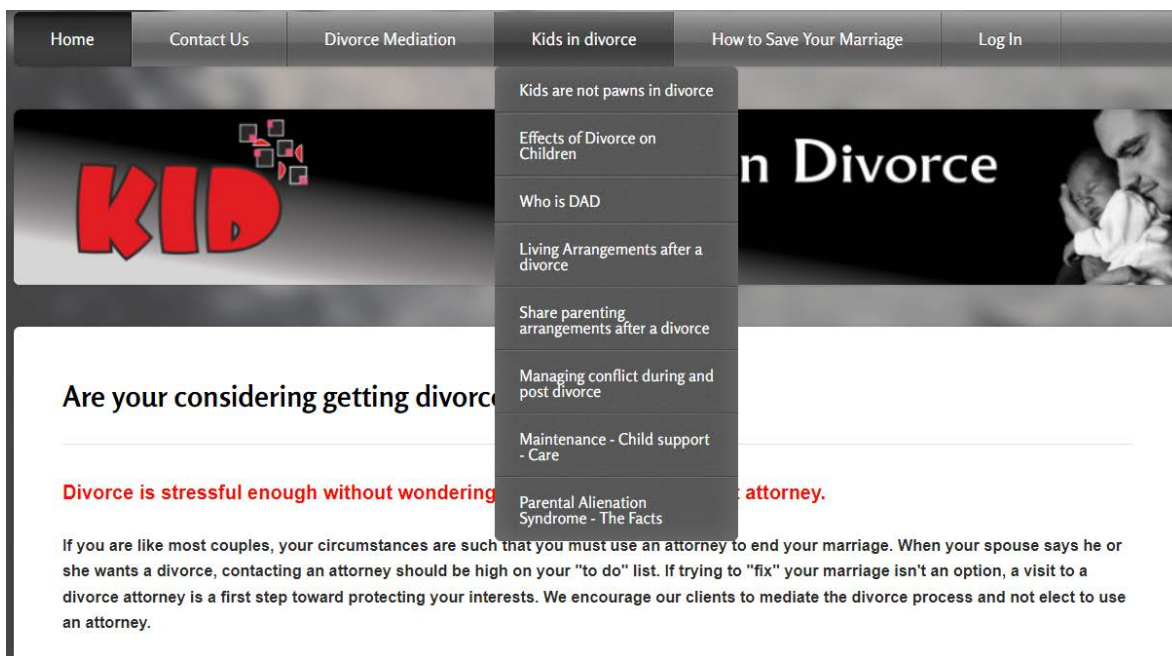 Home Contact Us Divorce Mediation Kids in divorce How to Save Your Marriage Log In
Kids are not pawns in divorce
Effects of Divorce on
Children
Who is DAD
Living Arrangements after a
divorce
Share parenting
arrangements after a divorce
Managing conflict during and
post divorce
Maintenance - Child support
- Care
Parental Alienation
Syndrome - The Facts
KID
n Divorce
Are your considering getting
Divorce is stressful enough without wondering attorney.
If you are like most couples, your circumstances are such that you must use an attorney to end your marriage. When your spouse says he or
she wants a divorce, contacting an attorney should be high on your "to do" list. If trying to "fix" your marriage isn't an option, a visit to a
divorce attorney is a first step toward protecting your interests. We encourage our clients to mediate the divorce process and not elect to use
an attorney.